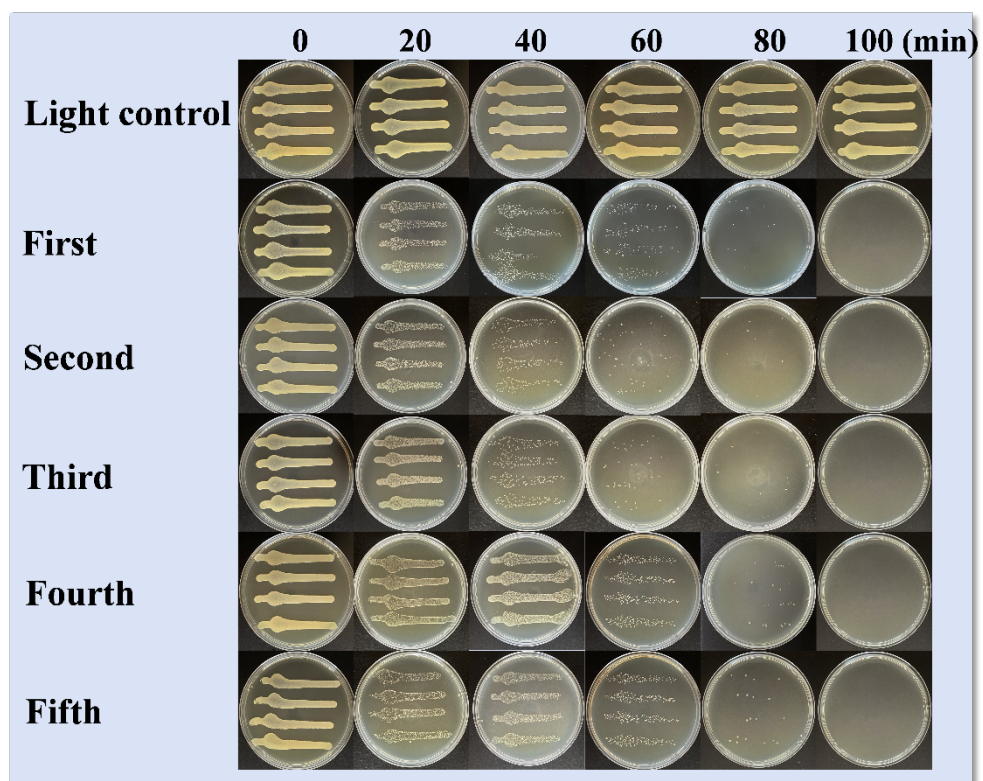 0 20 40 60 80 100 (min)
Light control
First
Second
Third
Fourth
Fifth